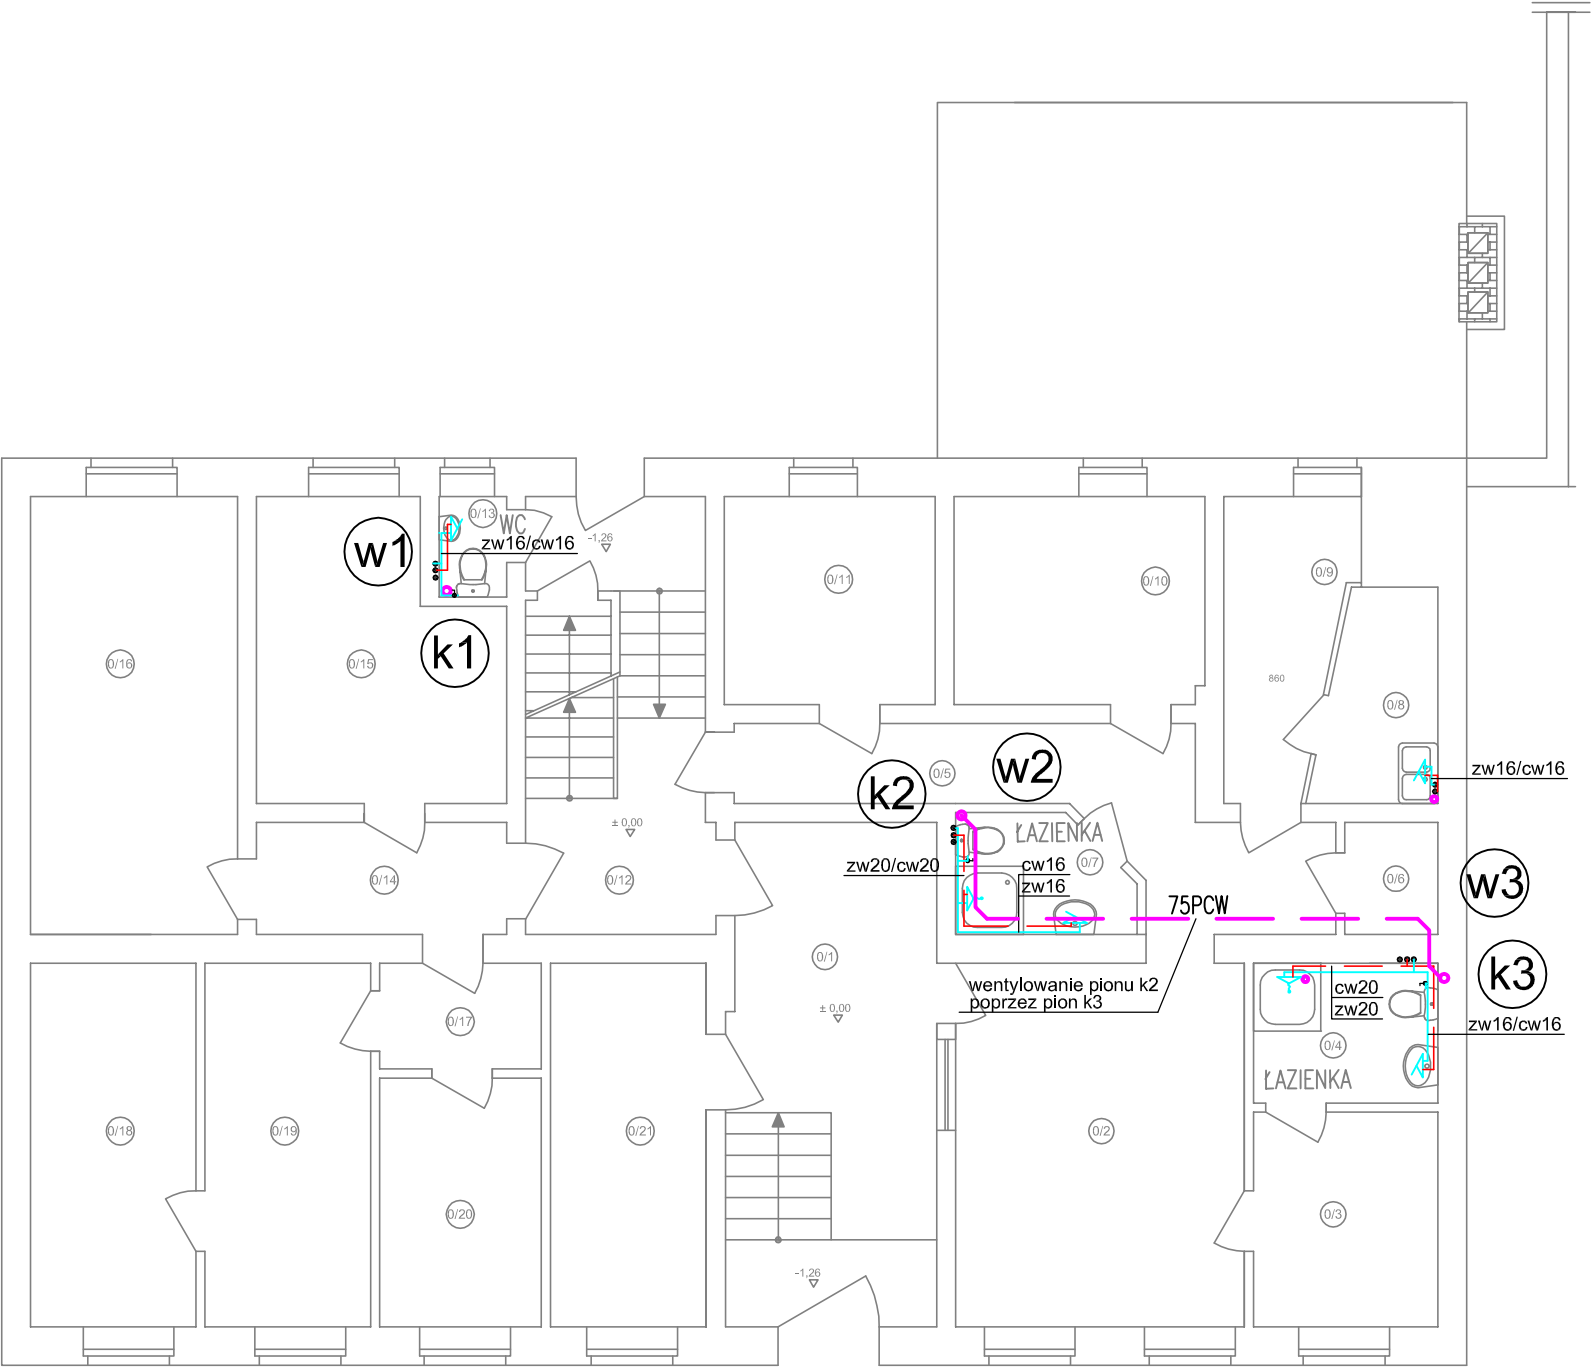 0/13
WC
zw16/cw16
-1,26
w1
k1
0/16
0/15
0/11
0/10
0/9
860
0/8
zw16/cw16
0/5
w2
k2
± 0,00
ŁAZIENKA
0/7
zw20/cw20
cw16
zw16
0/14
0/12
0/6
w3
75PCW
0/1
wentylowanie pionu k2
poprzez pion k3
k3
cw20
zw20
zw16/cw16
± 0,00
0/17
0/4
ŁAZIENKA
0/18
0/19
0/21
0/2
0/20
0/3
-1,26